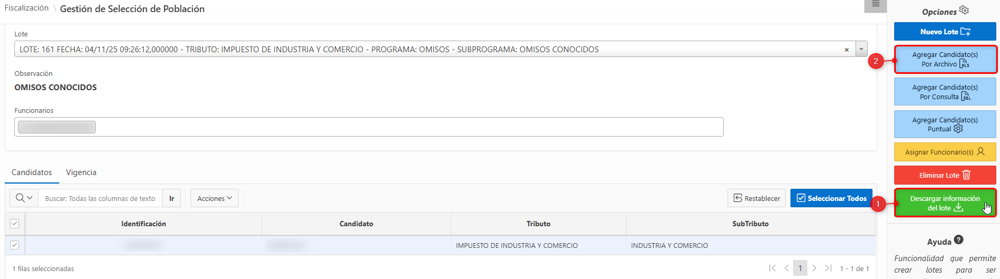 Fiscalización \ Gestión de Selección de Población
Lote
LOTE: 161 FECHA: 04/11/25 09:26:12,000000 - TRIBUTO: IMPUESTO DE INDUSTRIA Y COMERCIO - PROGRAMA: OMISOS - SUBPROGRAMA: OMISOS CONOCIDOS
×
Observación
OMISOS CONOCIDOS
Funcionarios
Candidatos
Vigencia
Buscar: Todas las columnas de texto
Ir
Acciones
Restablecer
Seleccionar Todos
Identificación
Candidato
Tributo
SubTributo
IMPUESTO DE INDUSTRIA Y COMERCIO
INDUSTRIA Y COMERCIO
1 filas seleccionadas
1
1 - 1 de 1
Opciones
Nuevo Lote
2
Agregar Candidato(s)
Por Archivo XLS
Agregar Candidato(s)
Por Consulta SQL
Agregar Candidato(s)
Puntual
Asignar Funcionario(s)
Eliminar Lote
1
Descargar información
del lote
Ayuda ?
Funcionalidad que permite
crear lotes para ser